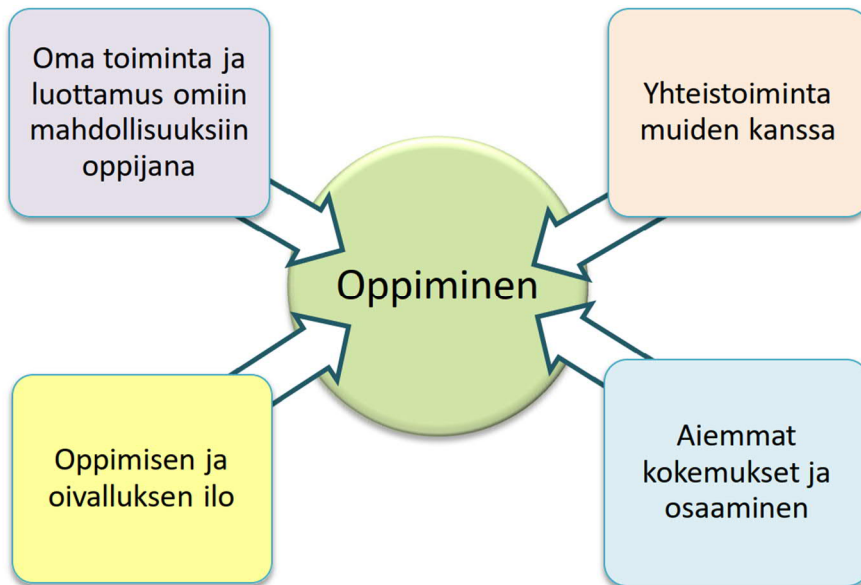 Oma toiminta ja
luottamus omiin
mahdollisuuksiin
oppijana
Yhteistoiminta
muiden kanssa
Oppiminen
Oppimisen ja
oivalluksen ilo
Aiemmat
kokemukset ja
osaaminen